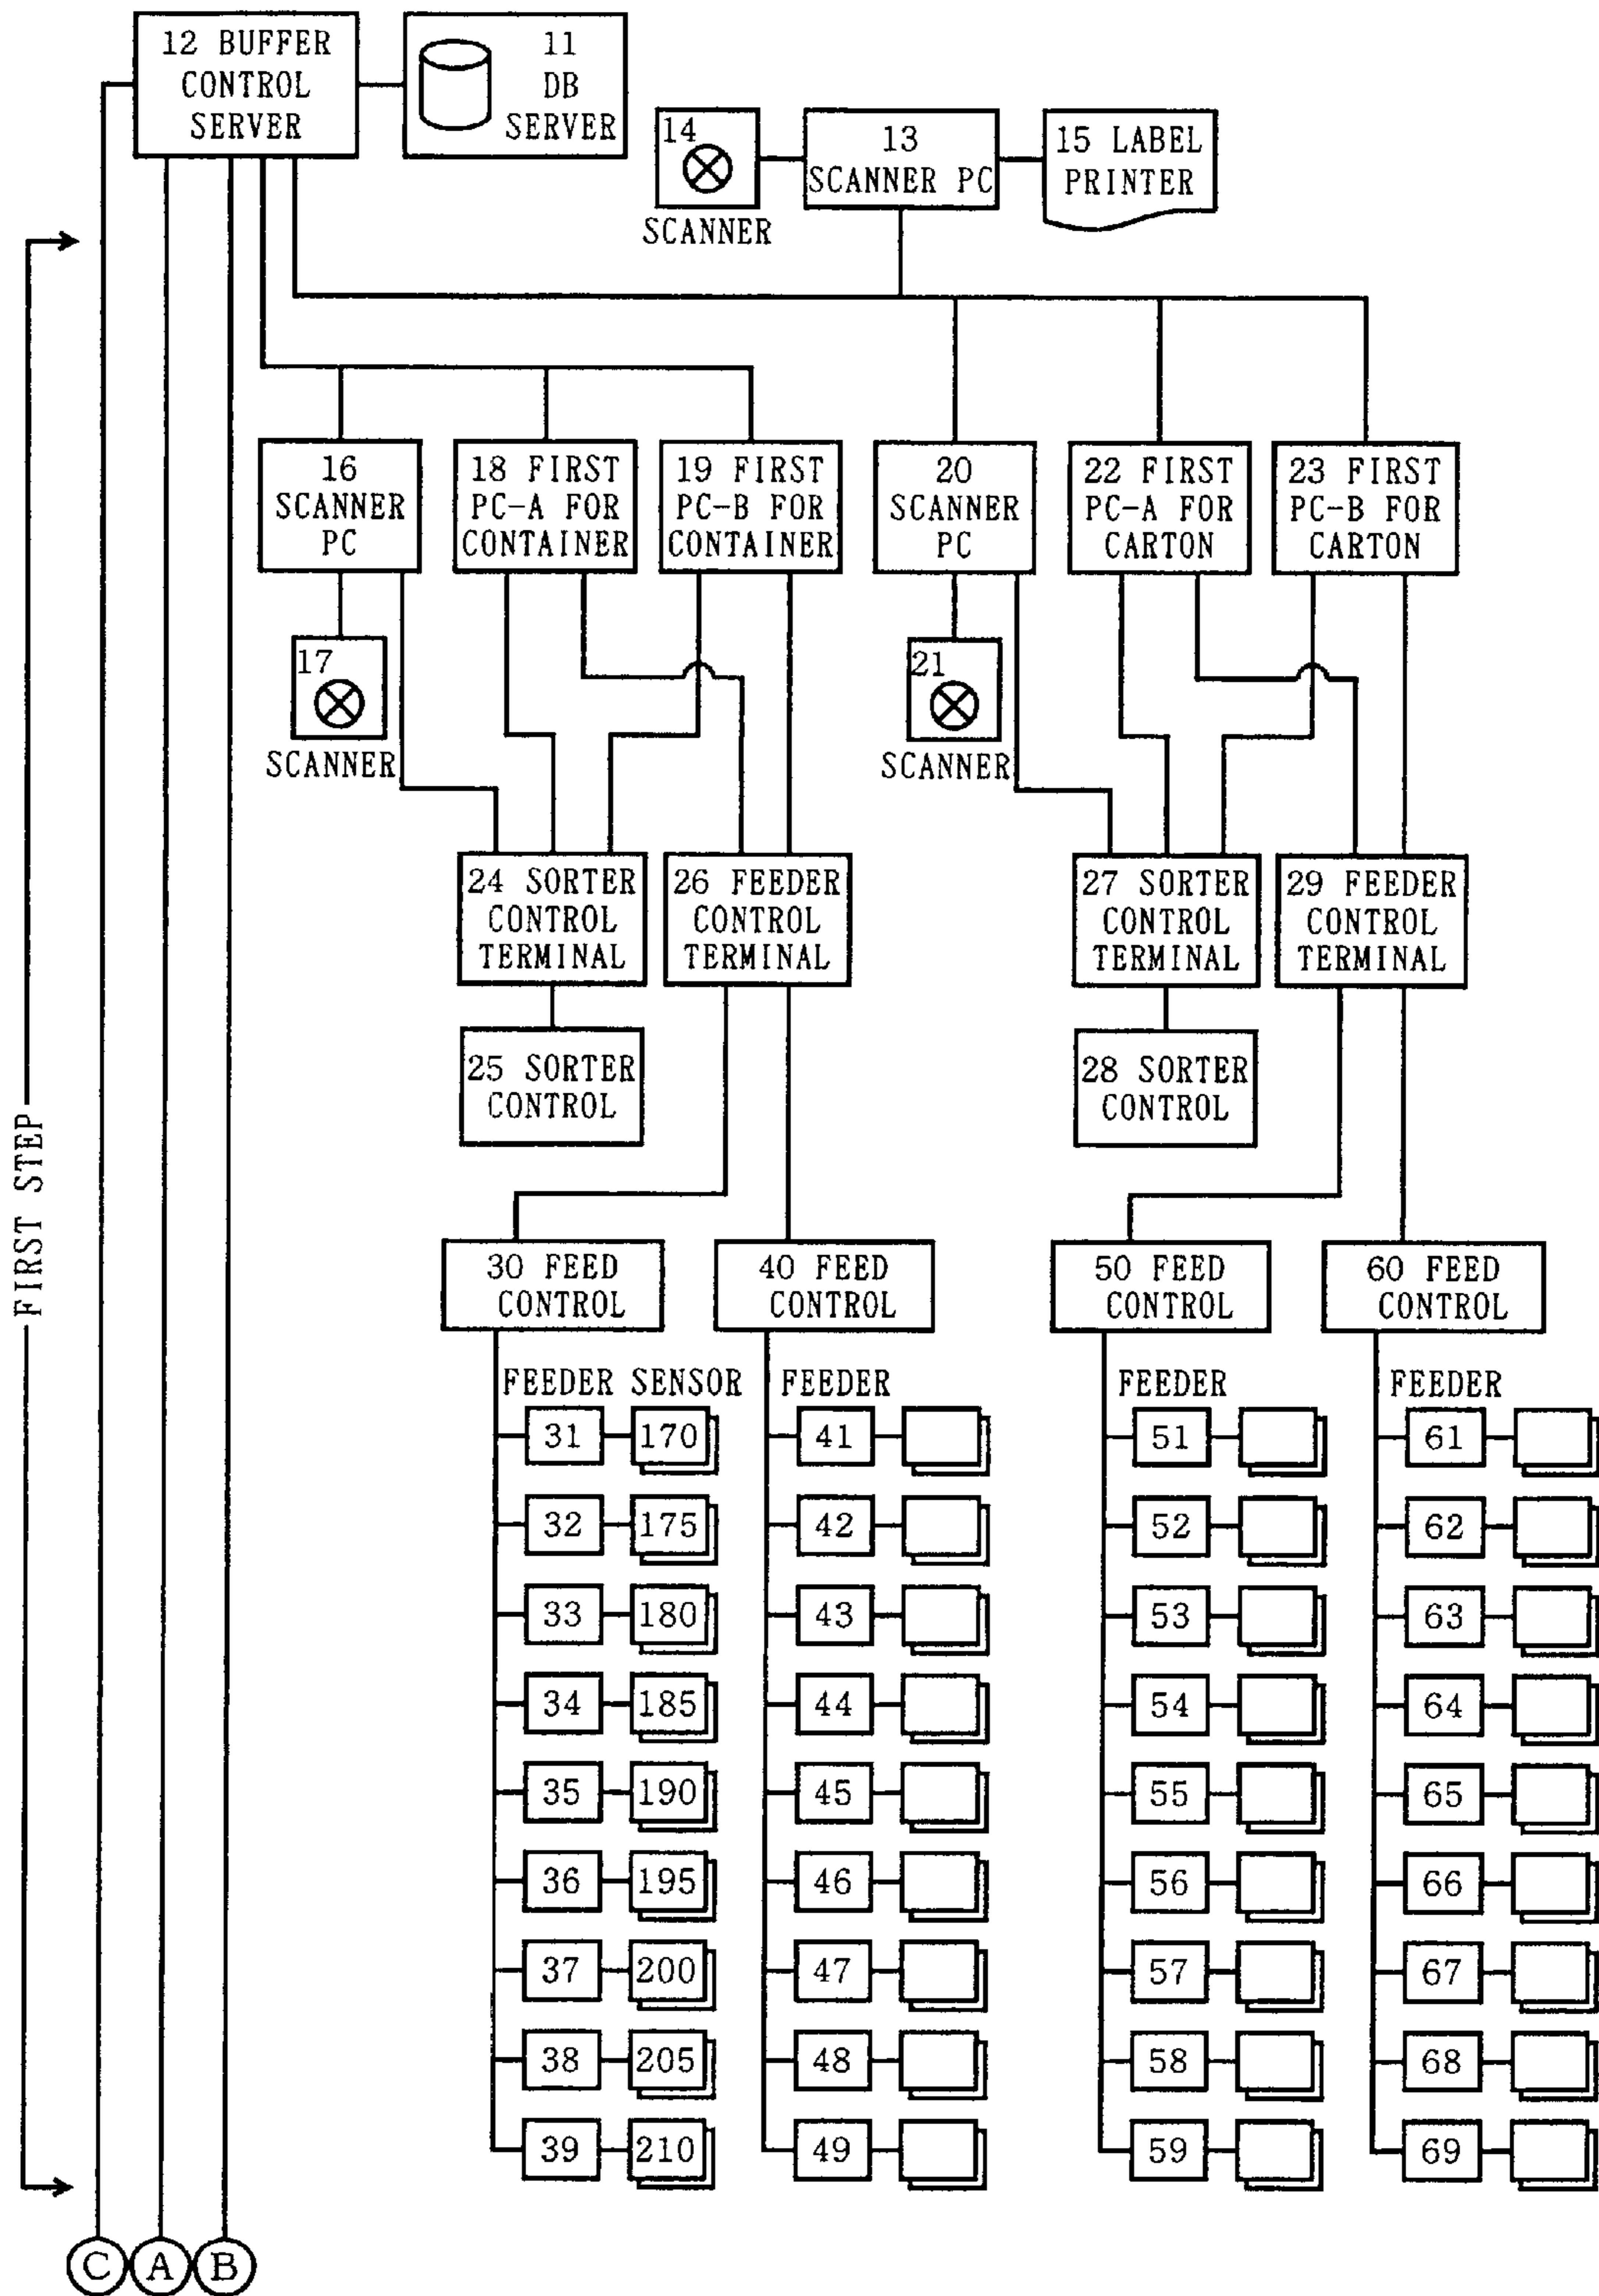 12 BUFFER
CONTROL
SERVER
11
DB
SERVER
14
SCANNER
13
SCANNER PC
15 LABEL
PRINTER
FIRST STEP
16
SCANNER
PC
18 FIRST
PC-A FOR
CONTAINER
19 FIRST
PC-B FOR
CONTAINER
20
SCANNER
PC
22 FIRST
PC-A FOR
CARTON
23 FIRST
PC-B FOR
CARTON
17
SCANNER
21
SCANNER
24 SORTER
CONTROL
TERMINAL
26 FEEDER
CONTROL
TERMINAL
27 SORTER
CONTROL
TERMINAL
29 FEEDER
CONTROL
TERMINAL
25 SORTER
CONTROL
28 SORTER
CONTROL
30 FEED
CONTROL
40 FEED
CONTROL
50 FEED
CONTROL
60 FEED
CONTROL
FEEDER SENSOR FEEDER FEEDER FEEDER
31 170 41 51 61
32 175 42 52 62
33 180 43 53 63
34 185 44 54 64
35 190 45 55 65
36 195 46 56 66
37 200 47 57 67
38 205 48 58 68
39 210 49 59 69
C A B